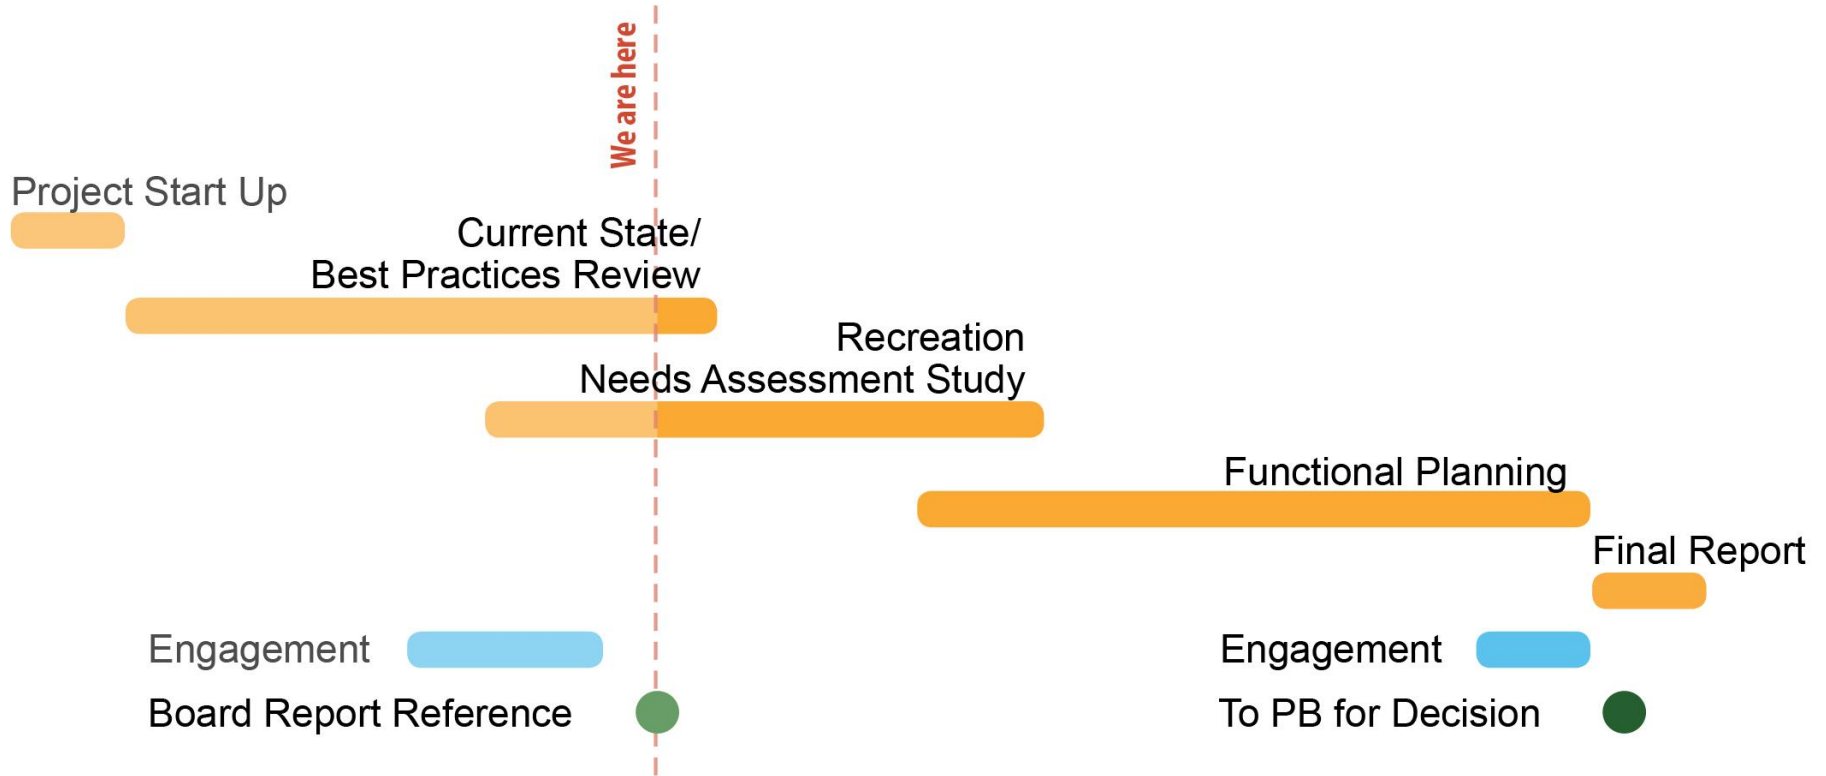 We are here
Project Start Up
Current State/
Best Practices Review
Recreation
Needs Assessment Study
Functional Planning
Final Report
Engagement
Engagement
Board Report Reference
To PB for Decision